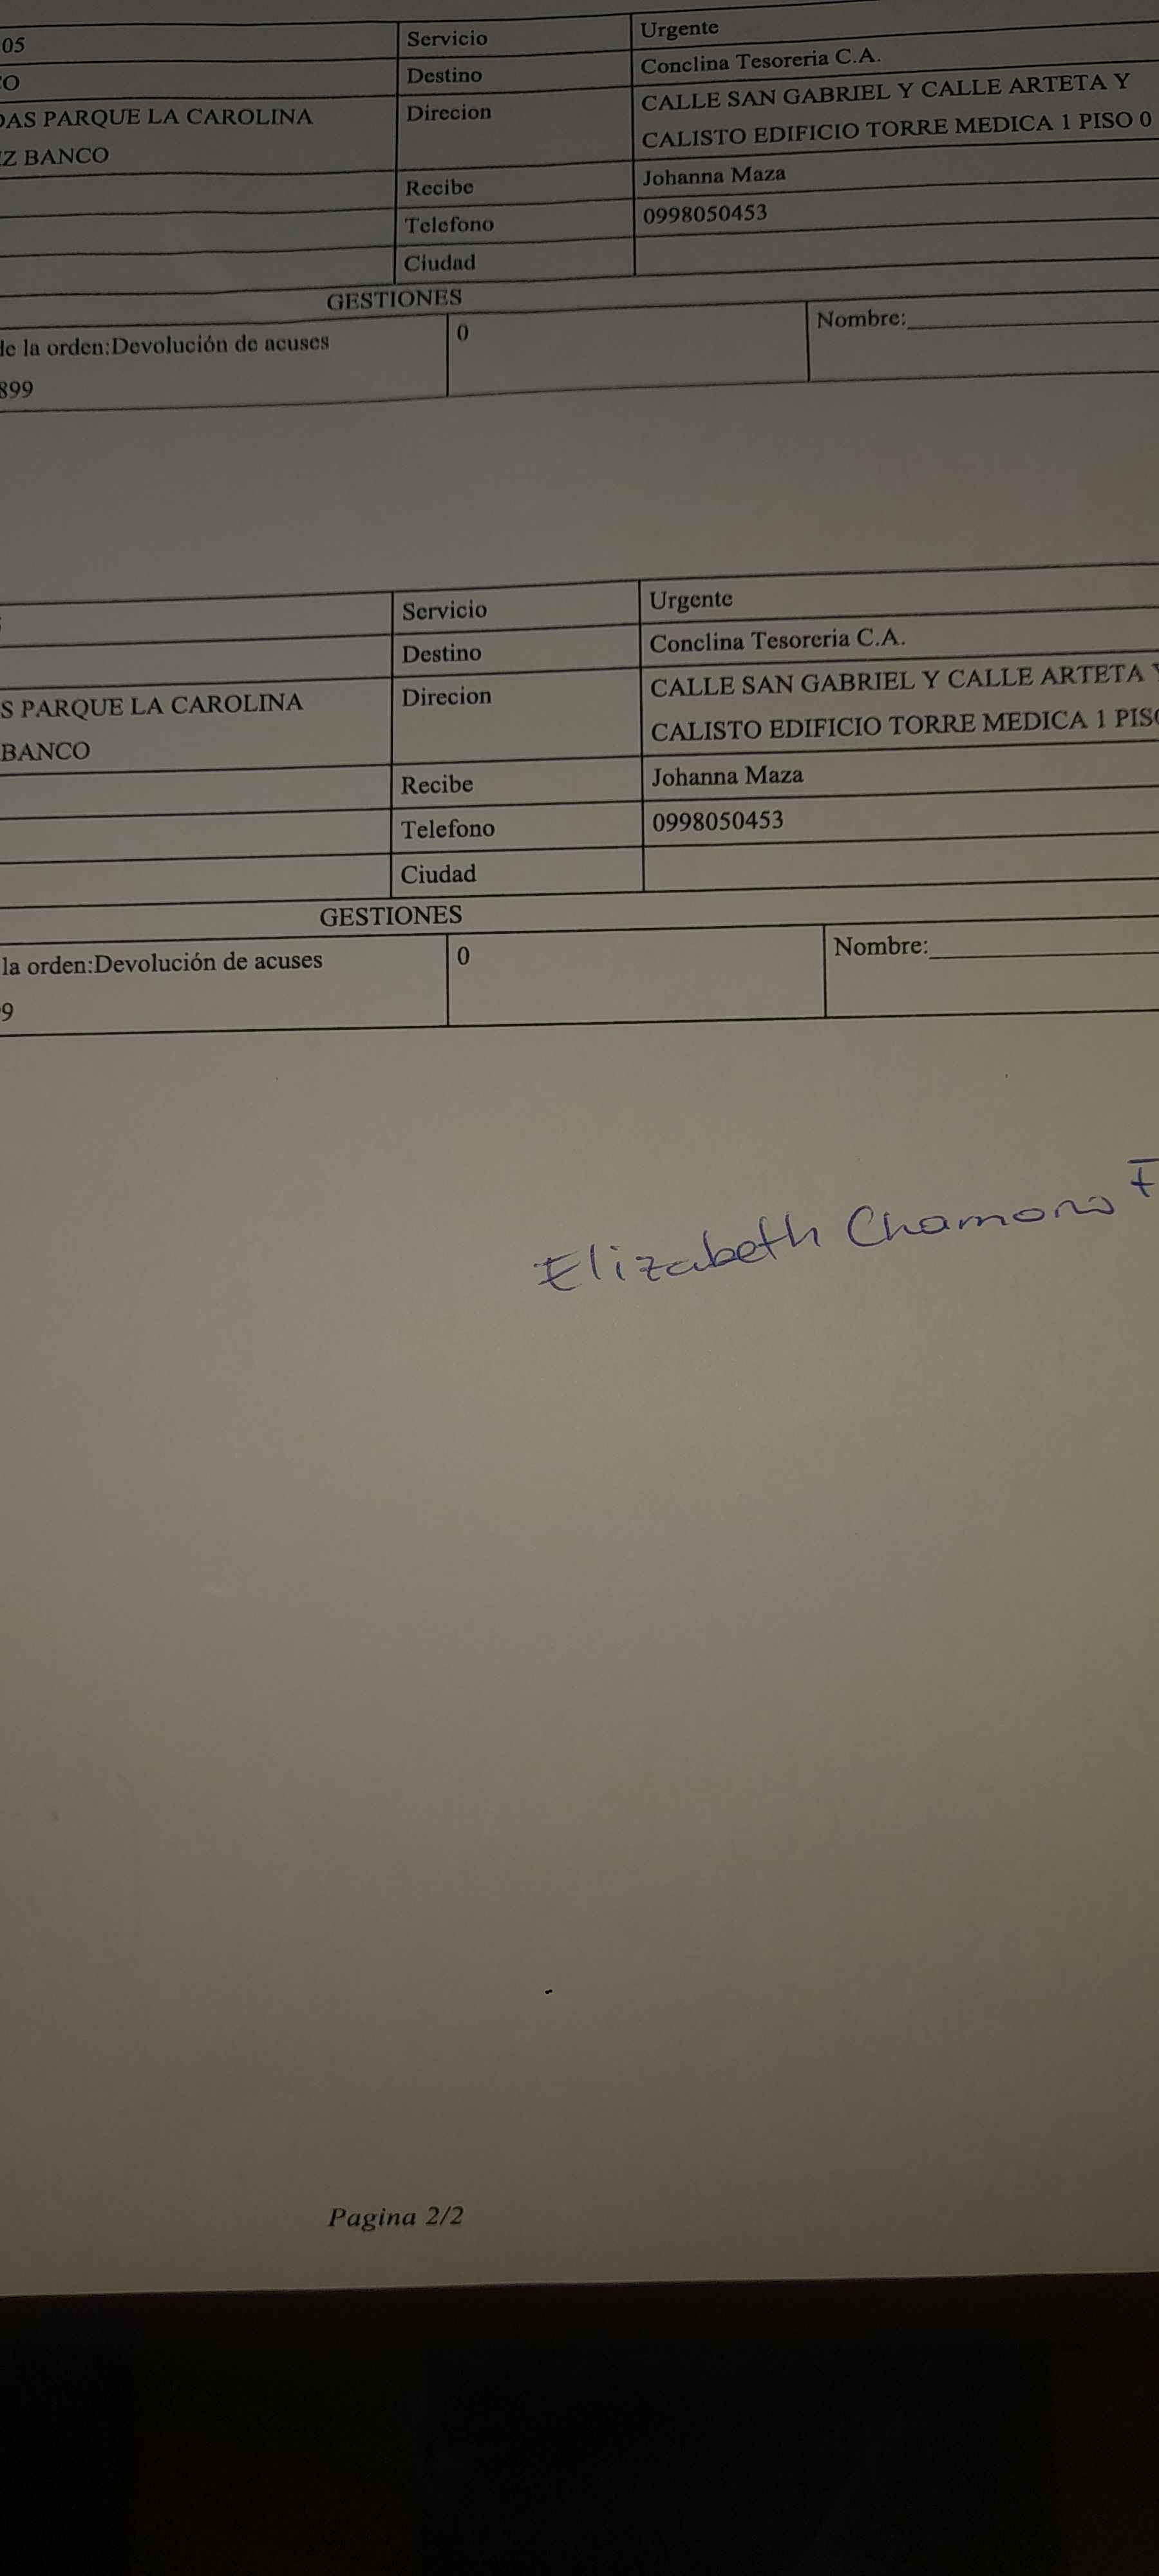 05 Servicio Urgente
O Destino Conclina Tesoreria C.A.
DAS PARQUE LA CAROLINA Direcion CALLE SAN GABRIEL Y CALLE ARTETA Y
Z BANCO CALISTO EDIFICIO TORRE MEDICA 1 PISO 0
Recibe Johanna Maza
Telefono 0998050453
Ciudad
GESTIONES
de la orden:Devolución de acuses 0 Nombre:
899
Servicio Urgente
Destino Conclina Tesoreria C.A.
S PARQUE LA CAROLINA Direcion CALLE SAN GABRIEL Y CALLE ARTETA Y
BANCO CALISTO EDIFICIO TORRE MEDICA 1 PISO
Recibe Johanna Maza
Telefono 0998050453
Ciudad
GESTIONES
la orden:Devolución de acuses 0 Nombre:
9
Elizabeth Chamorro
Pagina 2/2